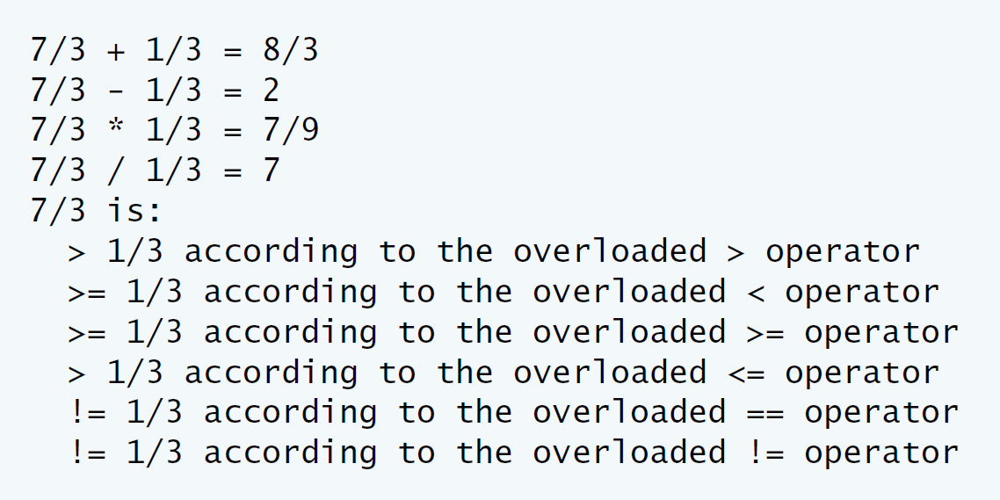 7/3 + 1/3 = 8/3
7/3 - 1/3 = 2
7/3 * 1/3 = 7/9
7/3 / 1/3 = 7
7/3 is:
  > 1/3 according to the overloaded > operator
  >= 1/3 according to the overloaded < operator
  >= 1/3 according to the overloaded >= operator
  > 1/3 according to the overloaded <= operator
  != 1/3 according to the overloaded == operator
  != 1/3 according to the overloaded != operator